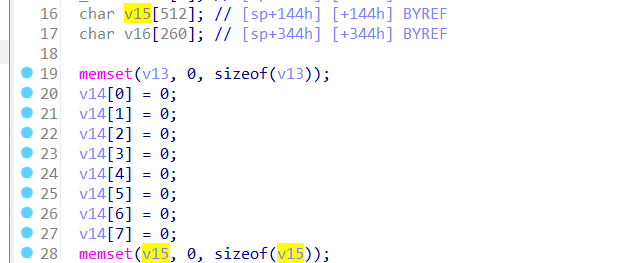 16 char v15[512]; // [sp+144h] [+144h] BYREF
17 char v16[260]; // [sp+344h] [+344h] BYREF
18
19 memset(v13, 0, sizeof(v13));
20 v14[0] = 0;
21 v14[1] = 0;
22 v14[2] = 0;
23 v14[3] = 0;
24 v14[4] = 0;
25 v14[5] = 0;
26 v14[6] = 0;
27 v14[7] = 0;
28 memset(v15, 0, sizeof(v15));